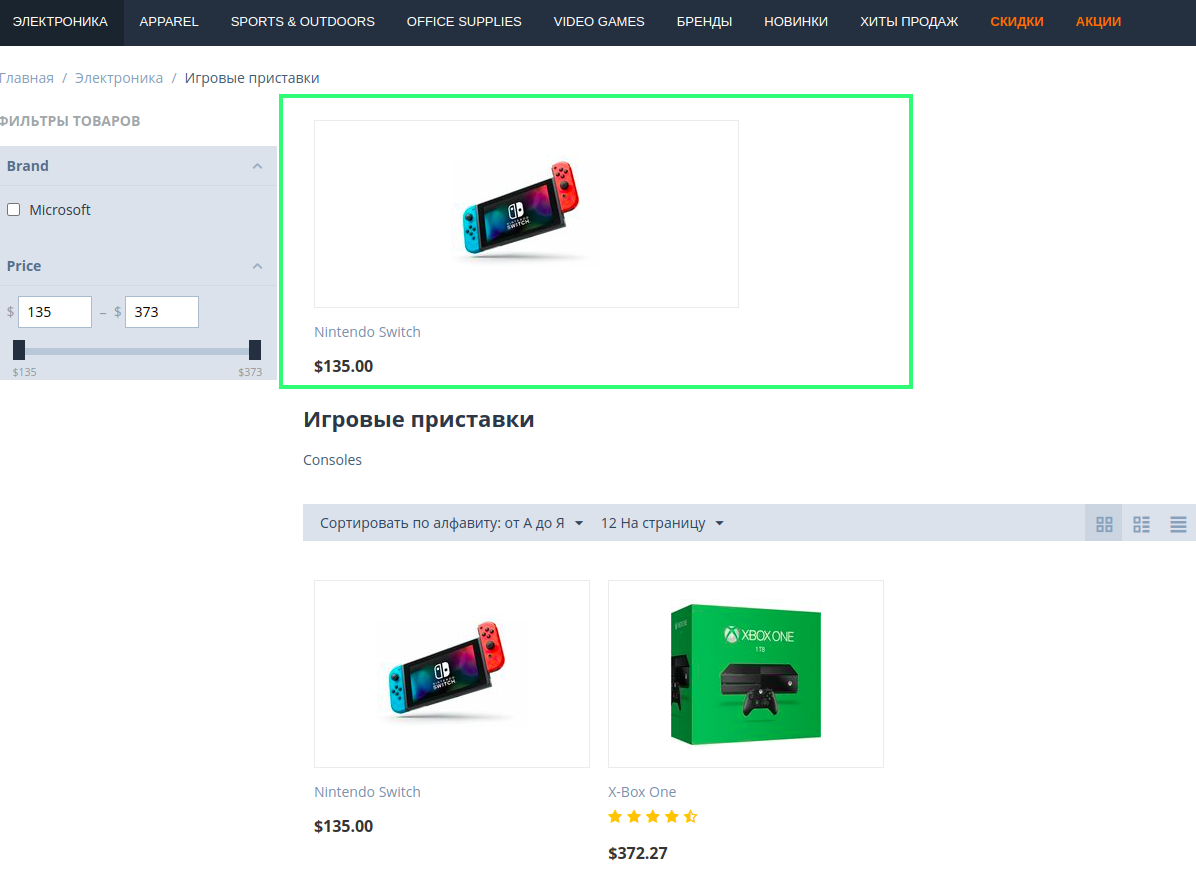 ЭЛЕКТРОНИКА APPAREL SPORTS & OUTDOORS OFFICE SUPPLIES VIDEO GAMES БРЕНДЫ НОВИНКИ ХИТЫ ПРОДАЖ СКИДКИ АКЦИИ
Главная / Электроника / Игровые приставки
ФИЛЬТРЫ ТОВАРОВ
Brand
Microsoft
Price
$ 135 – $ 373
$135 $373
NINTENDO
SWITCH
Nintendo Switch
$135.00
Игровые приставки
Consoles
Сортировать по алфавиту: от А до Я 12 На страницу
NINTENDO
SWITCH
Nintendo Switch
$135.00
XBOX ONE
1TB
X-Box One
$372.27